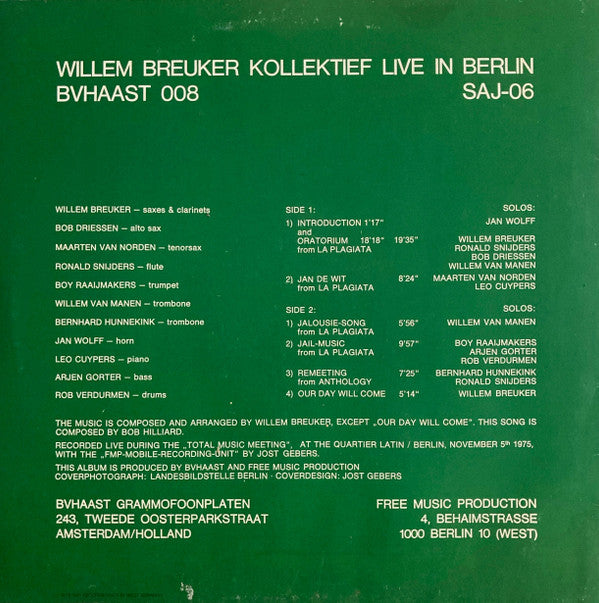 WILLEM BREUKER KOLLEKTIEF LIVE IN BERLIN
BVHAAST 008 SAJ-06
WILLEM BREUKER – saxes & clarinets
BOB DRIESSEN – alto sax
MAARTEN VAN NORDEN – tenorsax
RONALD SNIJDERS – flute
BOY RAAIJMAKERS – trumpet
WILLEM VAN MANEN – trombone
BERNHARD HUNNEKINK – trombone
JAN WOLFF – horn
LEO CUYPERS – piano
ARJEN GORTER – bass
ROB VERDURMEN – drums
SIDE 1: SOLOS:
1) INTRODUCTION 1'17" JAN WOLFF
and
ORATORIUM 18'18" 19'35" WILLEM BREUKER
from LA PLAGIATA RONALD SNIJDERS
BOB DRIESSEN
WILLEM VAN MANEN
2) JAN DE WIT 8'24" MAARTEN VAN NORDEN
from LA PLAGIATA LEO CUYPERS
SIDE 2: SOLOS:
1) JALOUSIE-SONG 5'56" WILLEM VAN MANEN
from LA PLAGIATA
2) JAIL-MUSIC 9'57" BOY RAAIJMAKERS
from LA PLAGIATA ARJEN GORTER
ROB VERDURMEN
3) REMEETING 7'25" BERNHARD HUNNEKINK
from ANTHOLOGY RONALD SNIJDERS
4) OUR DAY WILL COME 5'14" WILLEM BREUKER
THE MUSIC IS COMPOSED AND ARRANGED BY WILLEM BREUKER, EXCEPT „OUR DAY WILL COME". THIS SONG IS
COMPOSED BY BOB HILLIARD.
RECORDED LIVE DURING THE „TOTAL MUSIC MEETING", AT THE QUARTIER LATIN / BERLIN, NOVEMBER 5th 1975,
WITH THE „FMP-MOBILE-RECORDING-UNIT" BY JOST GEBERS.
THIS ALBUM IS PRODUCED BY BVHAAST AND FREE MUSIC PRODUCTION
COVERPHOTOGRAPH: LANDESBILDSTELLE BERLIN · COVERDESIGN: JOST GEBERS
BVHAAST GRAMMOFOONPLATEN
243, TWEEDE OOSTERPARKSTRAAT
AMSTERDAM/HOLLAND
FREE MUSIC PRODUCTION
4, BEHAIMSTRASSE
1000 BERLIN 10 (WEST)